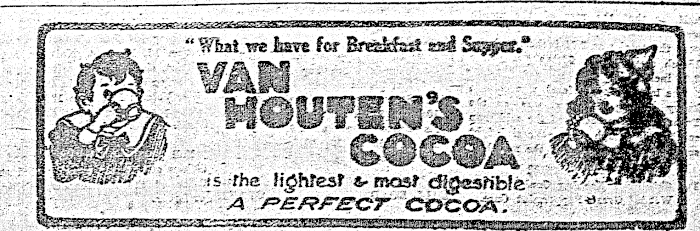 "What we have for Breakfast and Supper."
VAN
HOUTEN'S
COCOA
is the lightest & most digestible
A PERFECT COCOA.